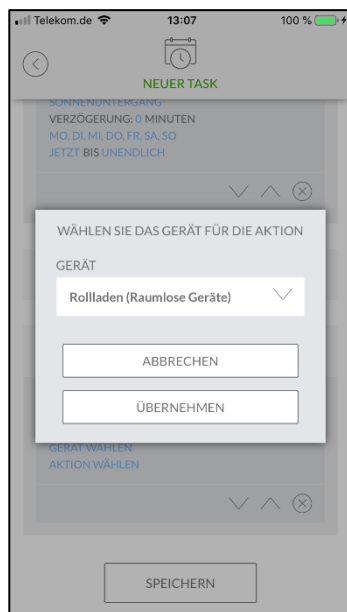 Telekom.de 13:07 100 %
NEUER TASK
SONNENUNTERGANG
VERZÖGERUNG: 0 MINUTEN
MO, DI, MI, DO, FR, SA, SO
JETZT BIS UNENDLICH
WÄHLEN SIE DAS GERÄT FÜR DIE AKTION
GERÄT
Rollladen (Raumlose Geräte)
ABBRECHEN
ÜBERNEHMEN
GERÄT WÄHLEN
AKTION WÄHLEN
SPEICHERN